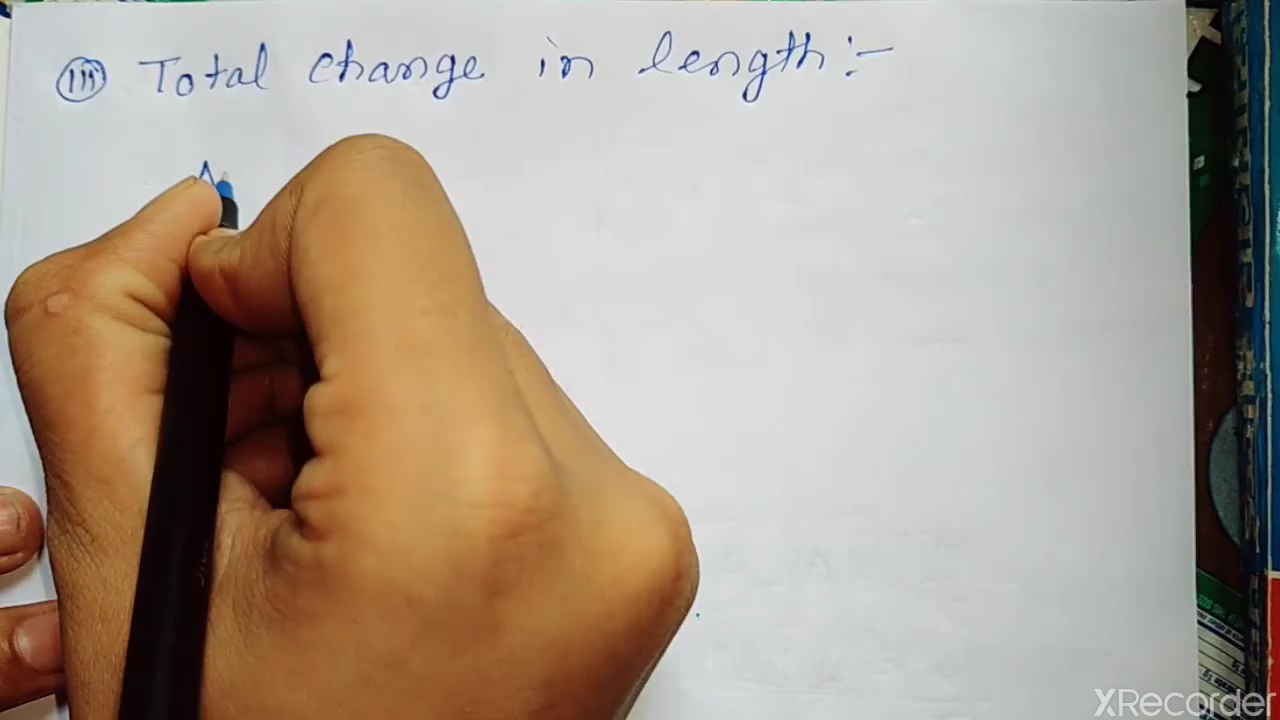 (iii) Total change in length :-
XRecorder